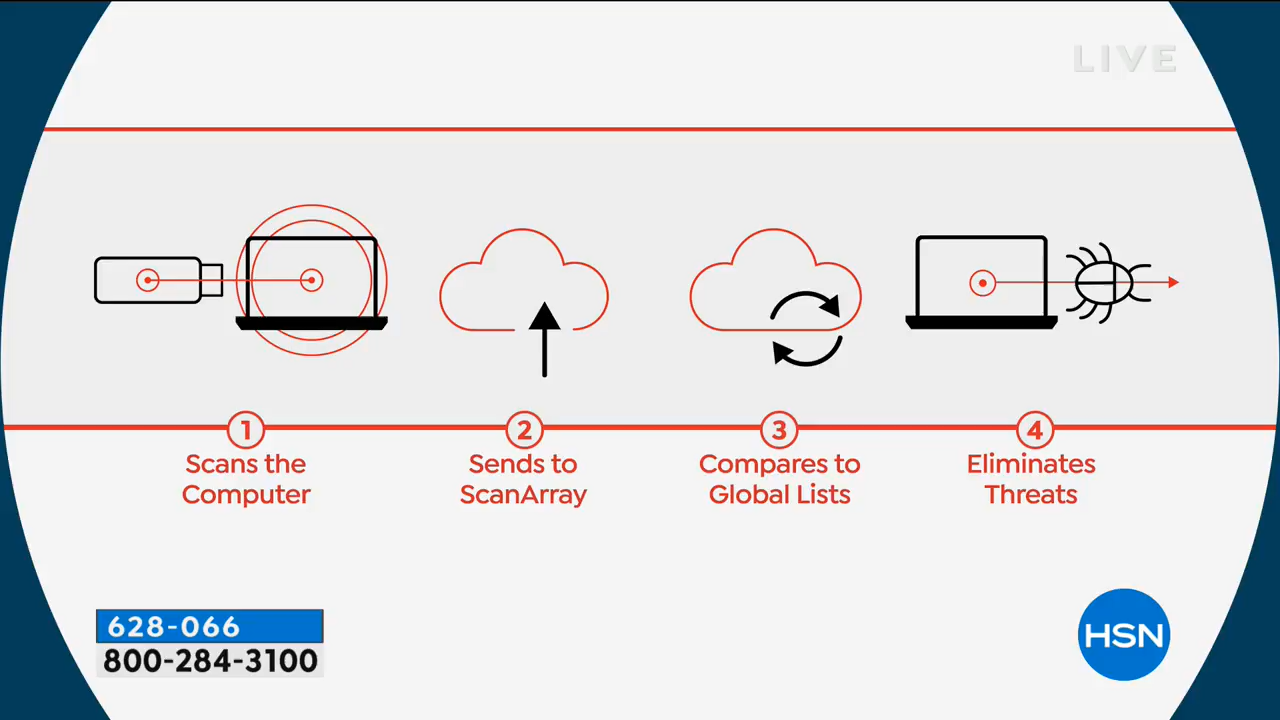 LIVE
1
Scans the
Computer
2
Sends to
ScanArray
3
Compares to
Global Lists
4
Eliminates
Threats
628-066
800-284-3100
HSN